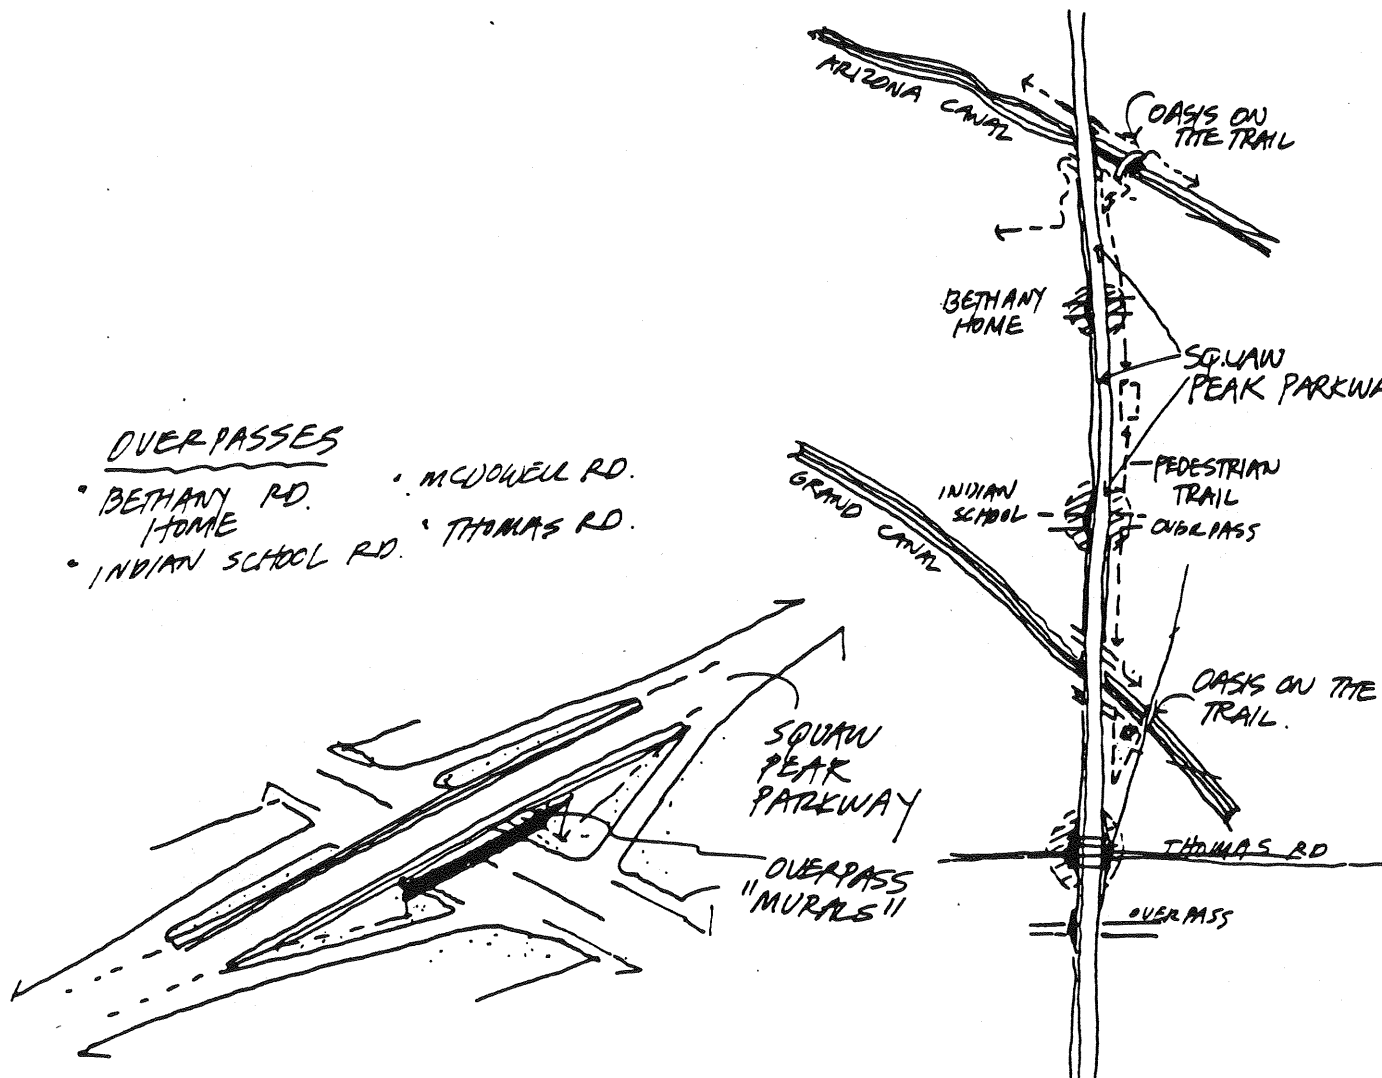 ARIZONA CANAL
OASIS ON
THE TRAIL
BETHANY
HOME
SQUAW
PEAK PARKWA
OVERPASSES
• BETHANY RD.
HOME
• INDIAN SCHOOL RD.
• MCDOWELL RD.
• THOMAS RD.
GRAND CANAL
INDIAN
SCHOOL
PEDESTRIAN
TRAIL
OVERPASS
OASIS ON THE
TRAIL.
SQUAW
PEAK
PARKWAY
OVERPASS
"MURALS"
THOMAS RD
OVERPASS